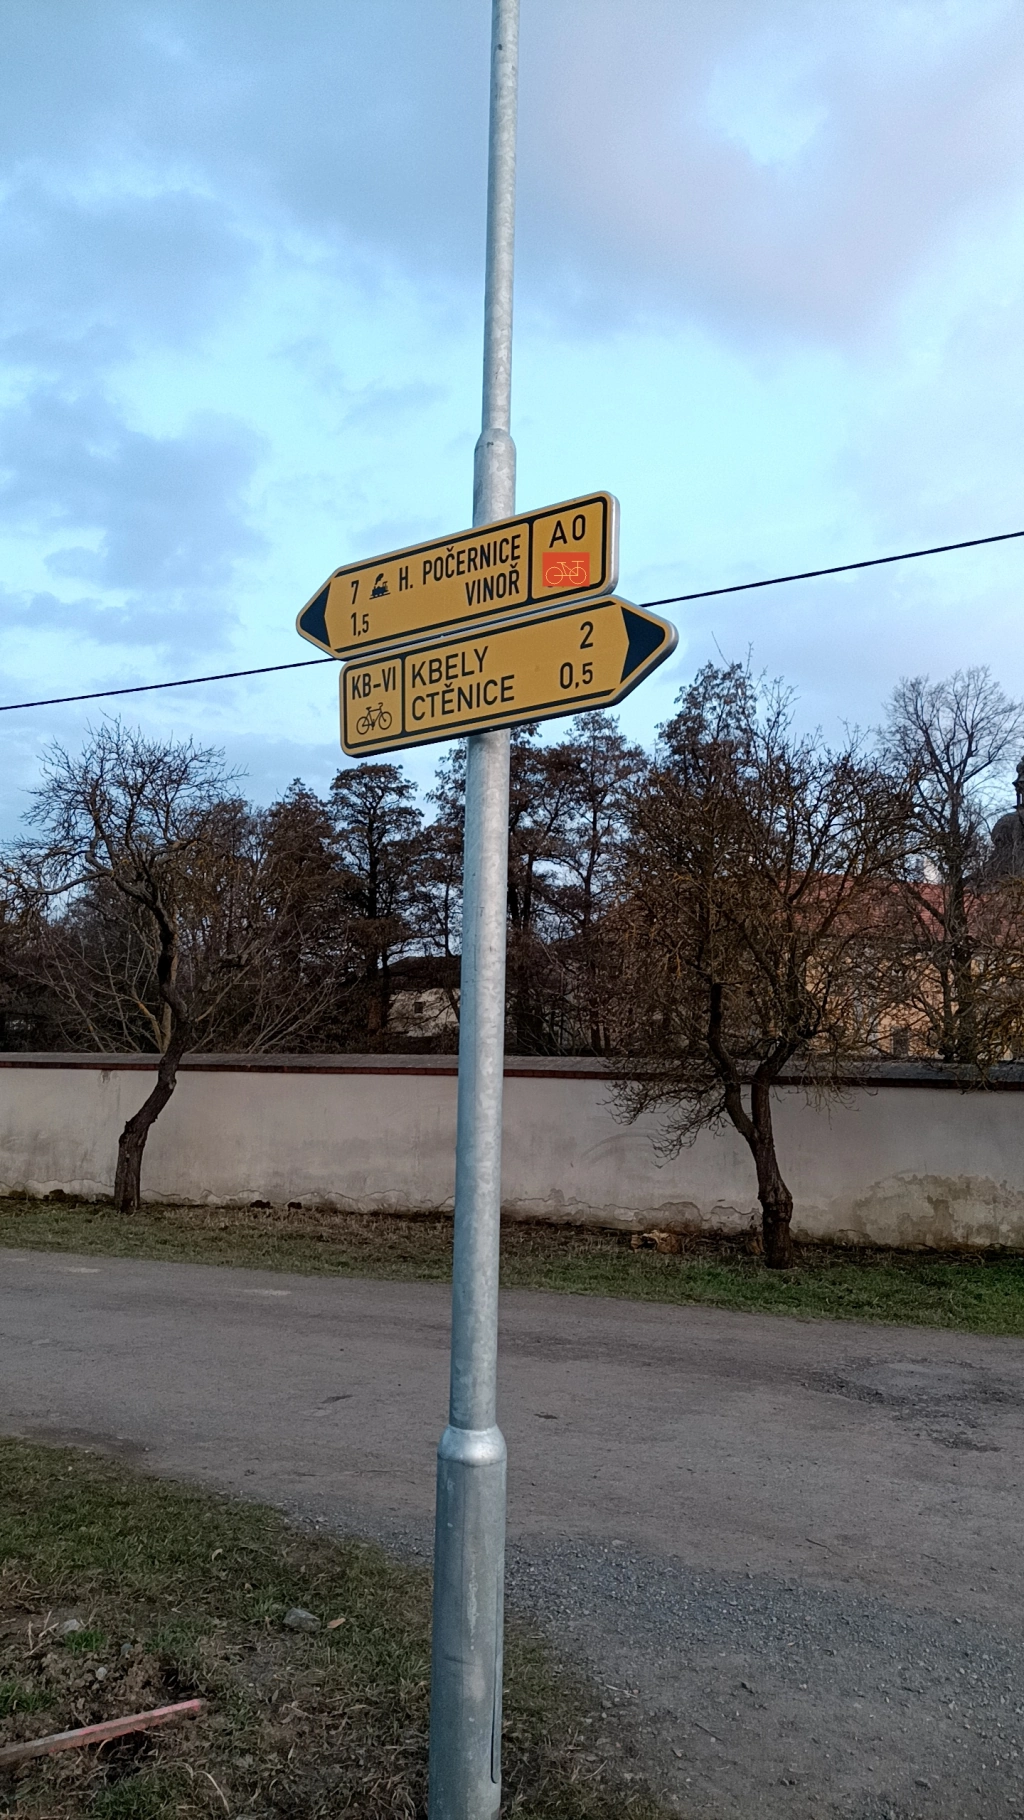 7 H. POČERNICE A0
1,5 VINOŘ
KB-VI KBELY 2
CTĚNICE 0,5